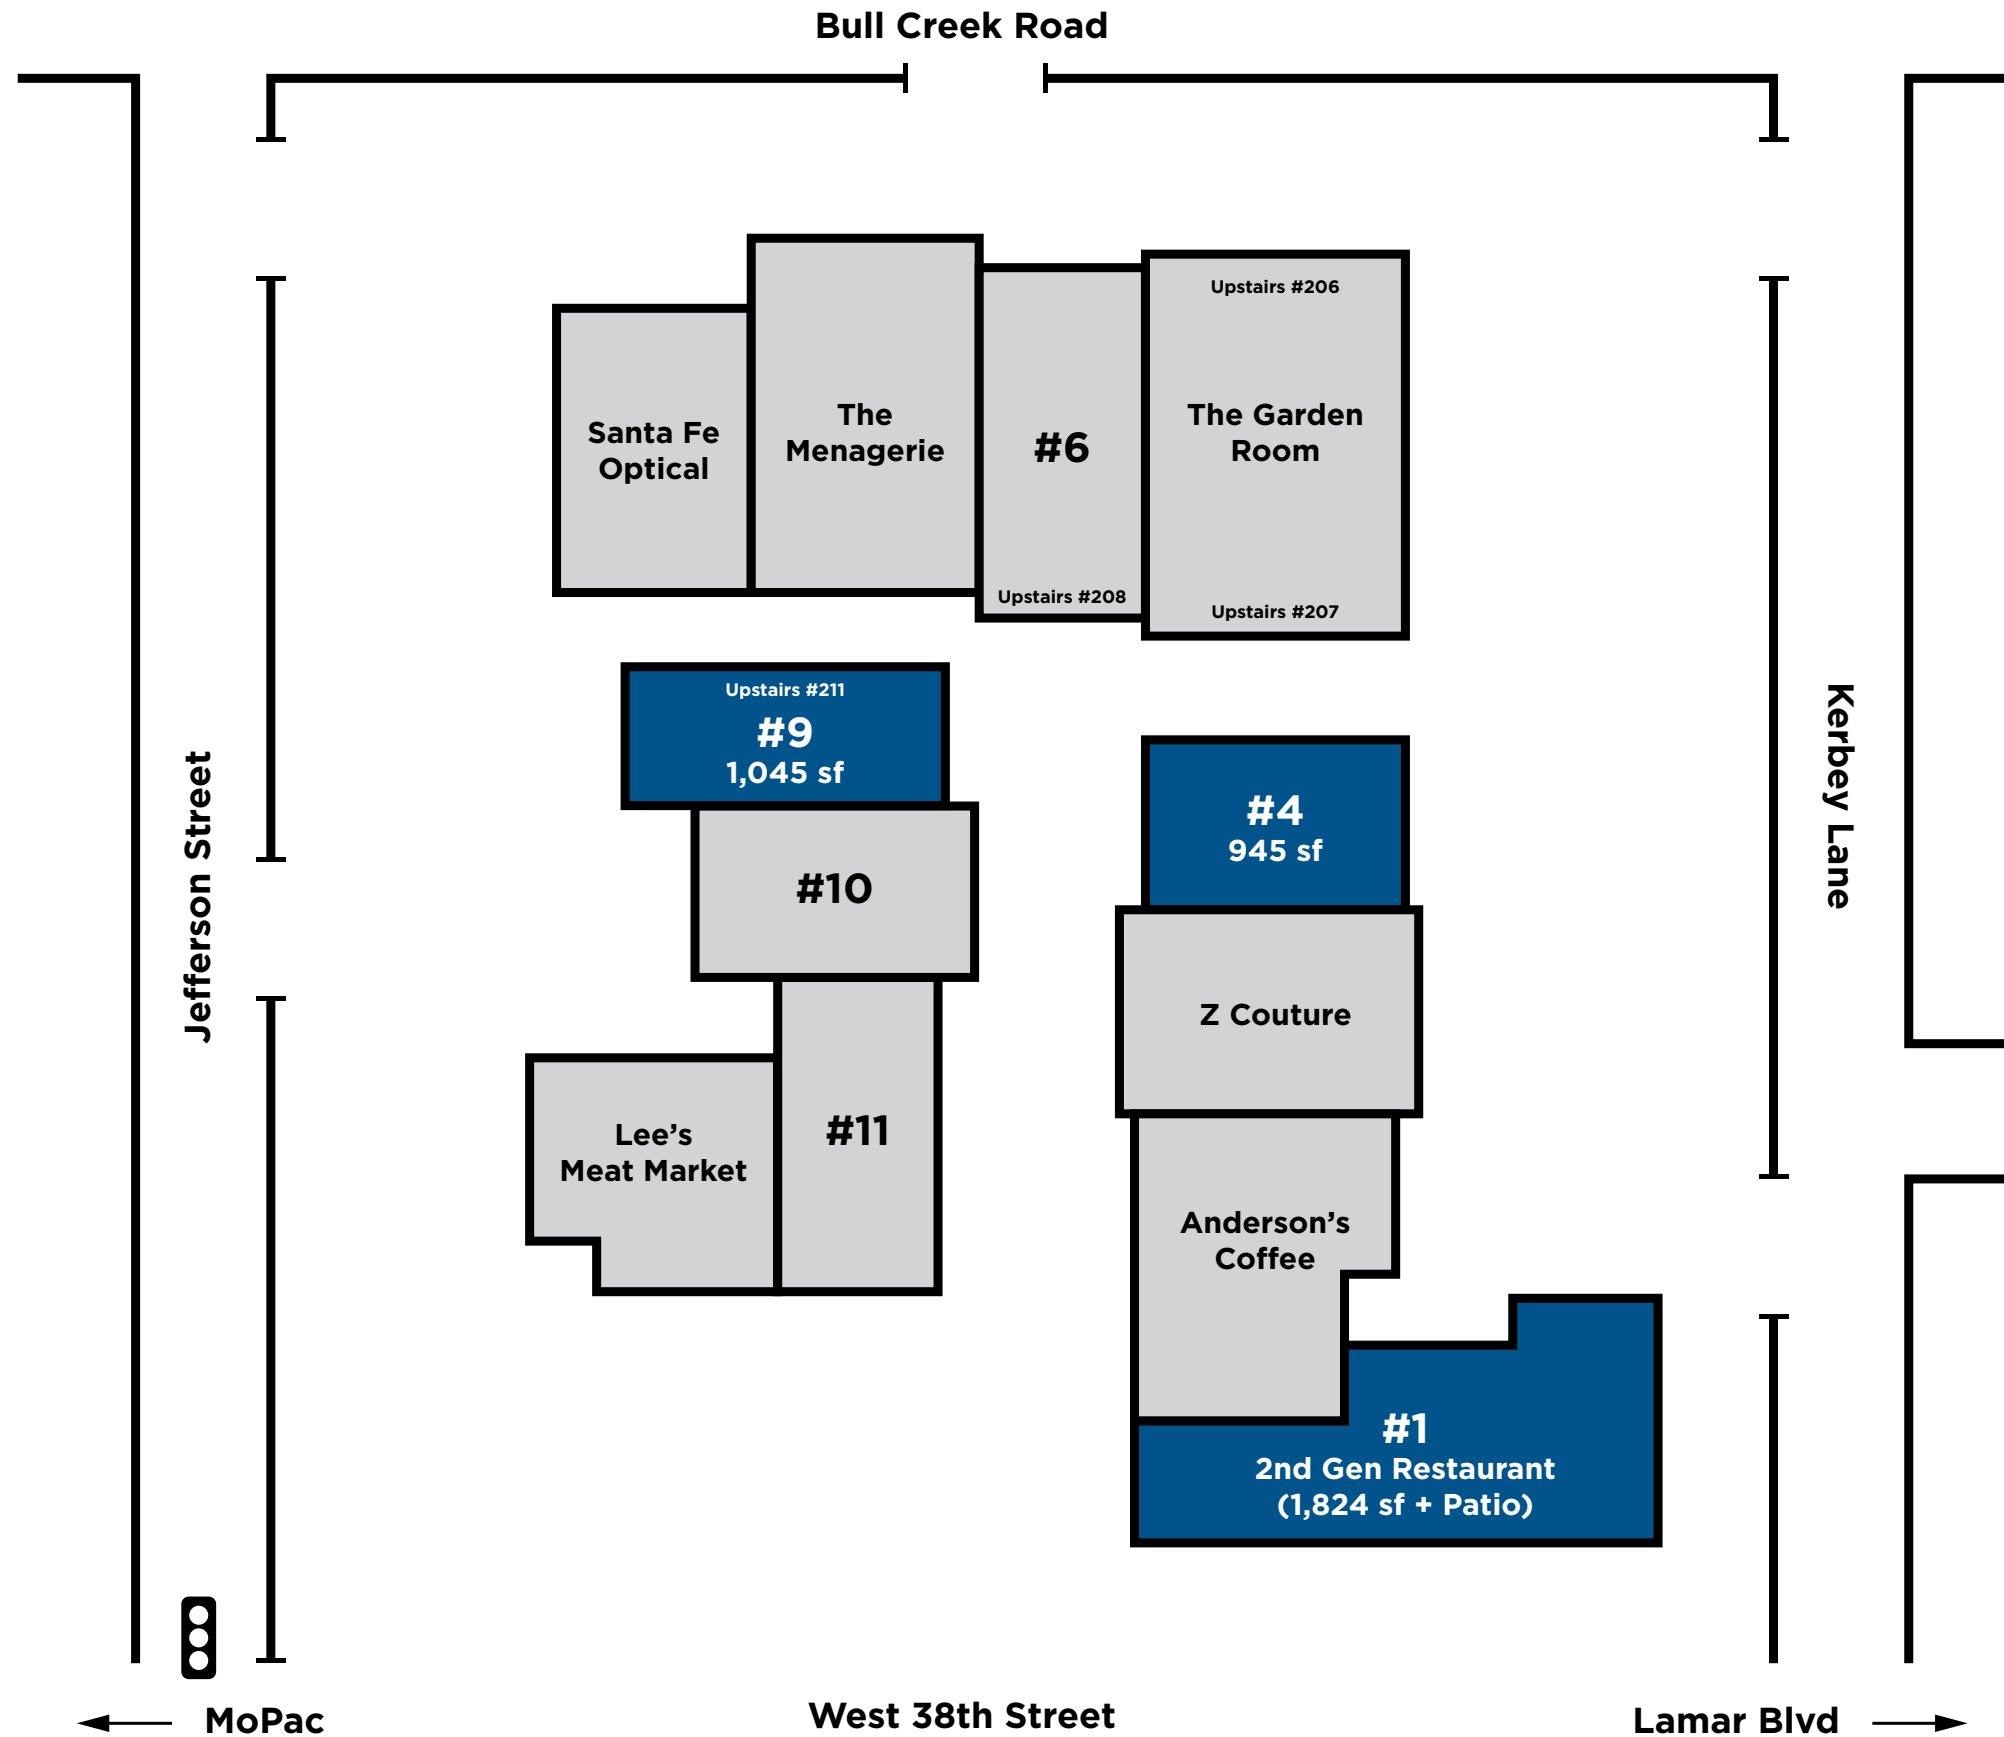 Bull Creek Road
Upstairs #206
Santa Fe
Optical
The
Menagerie
#6
The Garden
Room
Upstairs #208
Upstairs #207
Upstairs #211
#9
1,045 sf
#4
945 sf
Jefferson Street
Kerbey Lane
#10
Z Couture
Lee’s
Meat Market
#11
Anderson’s
Coffee
#1
2nd Gen Restaurant
(1,824 sf + Patio)
MoPac
West 38th Street
Lamar Blvd